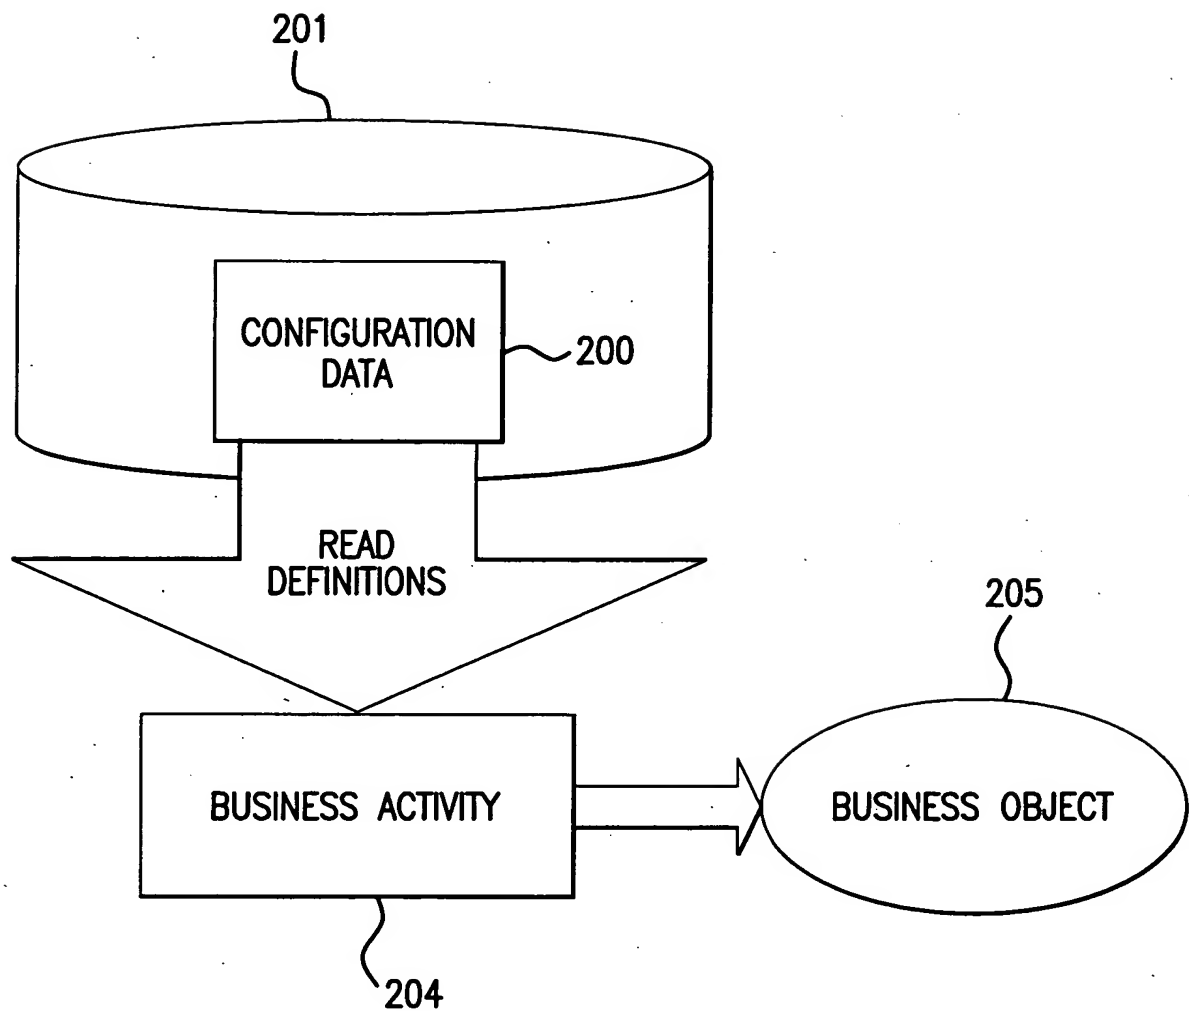 201
CONFIGURATION
DATA
200
READ
DEFINITIONS
205
BUSINESS ACTIVITY
BUSINESS OBJECT
204